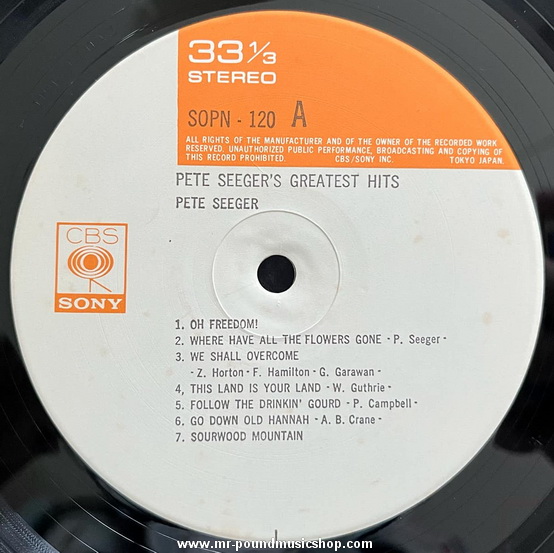 33 1/3
STEREO
SOPN - 120 A
ALL RIGHTS OF THE MANUFACTURER AND OF THE OWNER OF THE RECORDED WORK
RESERVED. UNAUTHORIZED PUBLIC PERFORMANCE, BROADCASTING AND COPYING OF
THIS RECORD PROHIBITED. CBS/SONY INC. TOKYO JAPAN.
PETE SEEGER'S GREATEST HITS
PETE SEEGER
CBS
SONY
1. OH FREEDOM!
2. WHERE HAVE ALL THE FLOWERS GONE - P. Seeger -
3. WE SHALL OVERCOME
- Z. Horton - F. Hamilton - G. Garawan -
4, THIS LAND IS YOUR LAND - W. Guthrie -
5. FOLLOW THE DRINKIN' GOURD - P. Campbell -
6. GO DOWN OLD HANNAH - A. B. Crane -
7. SOURWOOD MOUNTAIN
www.mr-poundmusicshop.com